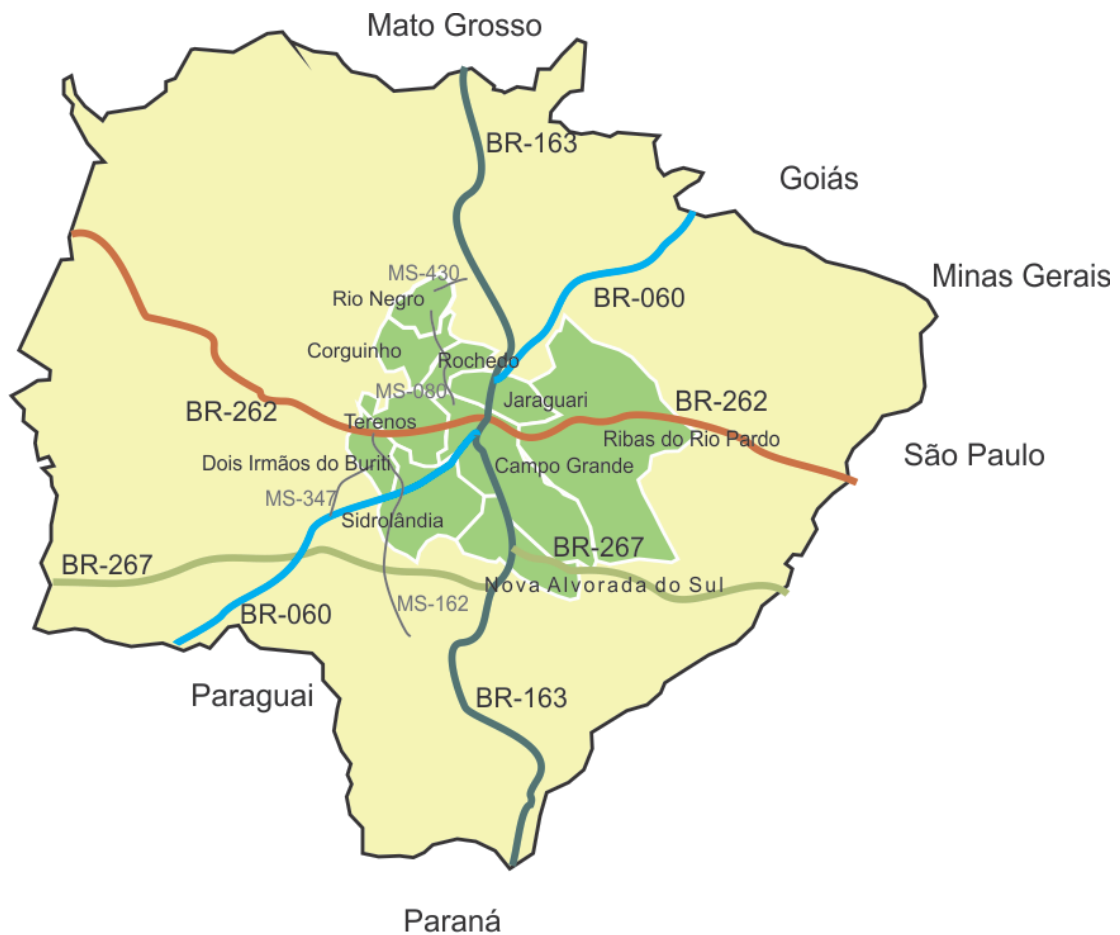 Mato Grosso
BR-163
Goiás
MS-430
Minas Gerais
Rio Negro
BR-060
Corguinho
Rochedo
MS-080
Jaraguari
BR-262
BR-262
Terenos
Ribas do Rio Pardo
São Paulo
Dois Irmãos do Buriti
Campo Grande
MS-347
Sidrolândia
BR-267
BR-267
Nova Alvorada do Sul
MS-162
BR-060
Paraguai
BR-163
Paraná